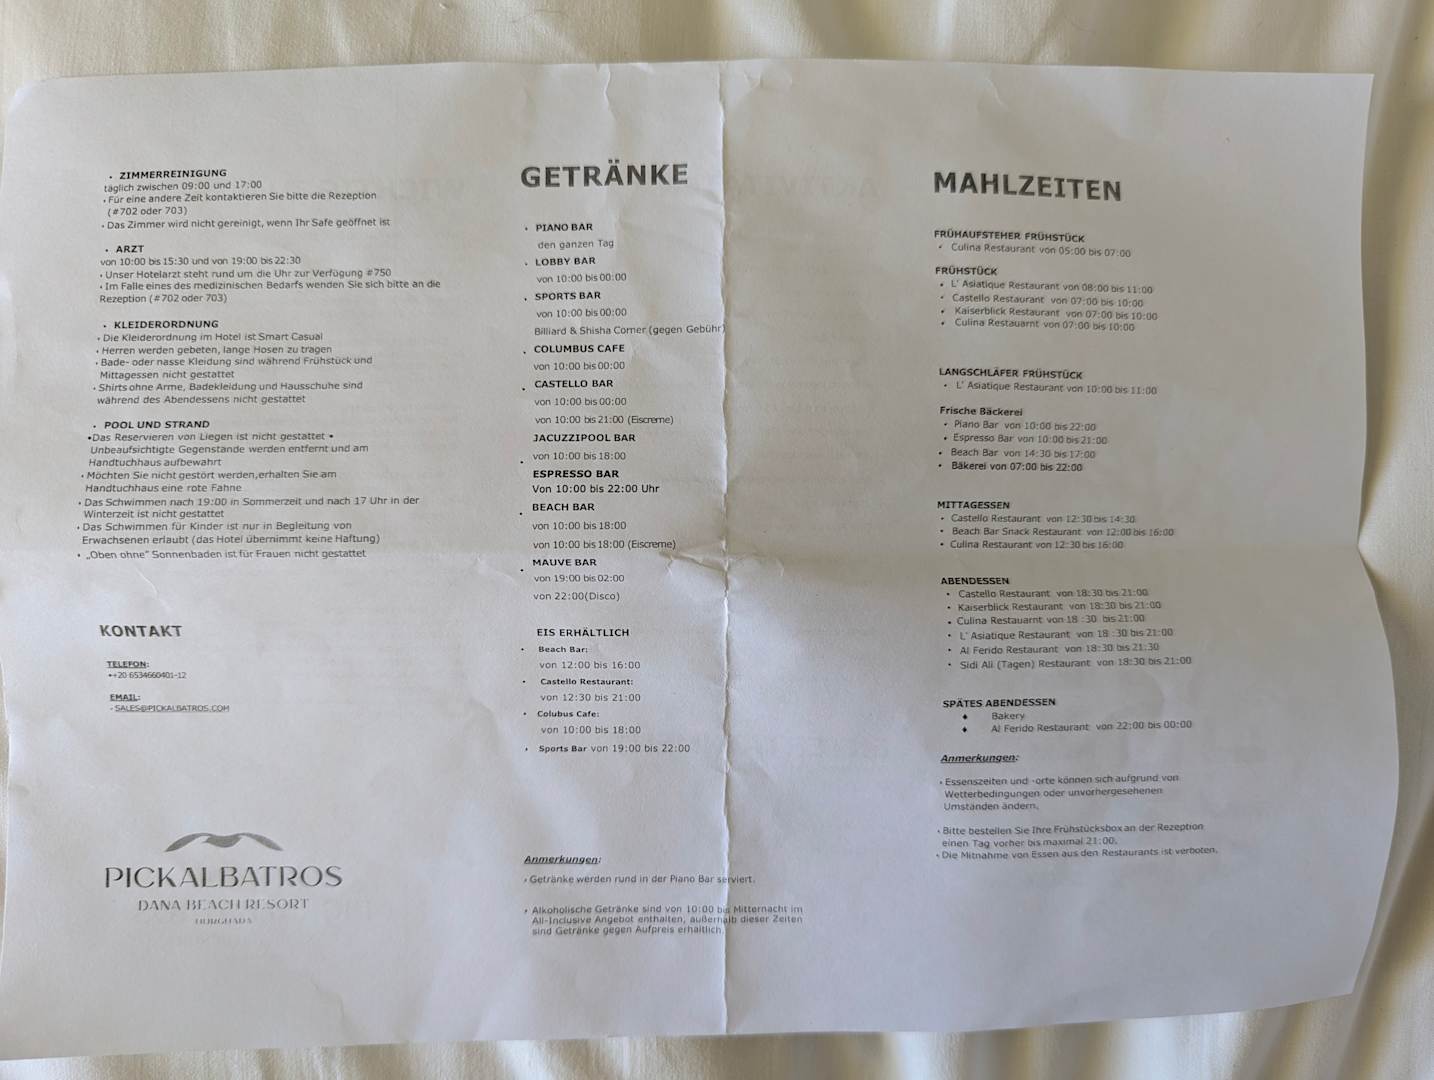 • ZIMMERREINIGUNG
täglich zwischen 09:00 und 17:00
• Für eine andere Zeit kontaktieren Sie bitte die Rezeption
(#702 oder 703)
• Das Zimmer wird nicht gereinigt, wenn Ihr Safe geöffnet ist
• ARZT
von 10:00 bis 15:30 und von 19:00 bis 22:30
• Unser Hotelarzt steht rund um die Uhr zur Verfügung #750
• Im Falle eines des medizinischen Bedarfs wenden Sie sich bitte an die
Rezeption (#702 oder 703)
• KLEIDERORDNUNG
• Die Kleiderordnung im Hotel ist Smart Casual
• Herren werden gebeten, lange Hosen zu tragen
• Bade- oder nasse Kleidung sind während Frühstück und
Mittagessen nicht gestattet
• Shirts ohne Arme, Badekleidung und Hausschuhe sind
während des Abendessens nicht gestattet
• POOL UND STRAND
•Das Reservieren von Liegen ist nicht gestattet •
Unbeaufsichtigte Gegenstande werden entfernt und am
Handtuchhaus aufbewahrt
• Möchten Sie nicht gestört werden,erhalten Sie am
Handtuchhaus eine rote Fahne
• Das Schwimmen nach 19:00 in Sommerzeit und nach 17 Uhr in der
Winterzeit ist nicht gestattet
• Das Schwimmen für Kinder ist nur in Begleitung von
Erwachsenen erlaubt (das Hotel übernimmt keine Haftung)
• „Oben ohne" Sonnenbaden ist für Frauen nicht gestattet
KONTAKT
TELEFON:
•+20 6534660401-12
EMAIL:
- SALES@PICKALBATROS.COM
PICKALBATROS
DANA BEACH RESORT
HURGHADA
GETRÄNKE
• PIANO BAR
den ganzen Tag
• LOBBY BAR
von 10:00 bis 00:00
• SPORTS BAR
von 10:00 bis 00:00
Billiard & Shisha Corner (gegen Gebühr)
• COLUMBUS CAFE
von 10:00 bis 00:00
• CASTELLO BAR
von 10:00 bis 00:00
von 10:00 bis 21:00 (Eiscreme)
JACUZZIPOOL BAR
• von 10:00 bis 18:00
ESPRESSO BAR
Von 10:00 bis 22:00 Uhr
• BEACH BAR
von 10:00 bis 18:00
von 10:00 bis 18:00 (Eiscreme)
• MAUVE BAR
von 19:00 bis 02:00
von 22:00(Disco)
EIS ERHÄLTLICH
• Beach Bar:
von 12:00 bis 16:00
• Castello Restaurant:
von 12:30 bis 21:00
• Colubus Cafe:
von 10:00 bis 18:00
• Sports Bar von 19:00 bis 22:00
Anmerkungen:
• Getränke werden rund in der Piano Bar serviert.
• Alkoholische Getränke sind von 10:00 bis Mitternacht im
All-Inclusive Angebot enthalten, außerhalb dieser Zeiten
sind Getränke gegen Aufpreis erhältlich.
MAHLZEITEN
FRÜHAUFSTEHER FRÜHSTÜCK
• Culina Restaurant von 05:00 bis 07:00
FRÜHSTÜCK
• L' Asiatique Restaurant von 08:00 bis 11:00
• Castello Restaurant von 07:00 bis 10:00
• Kaiserblick Restaurant von 07:00 bis 10:00
• Culina Restauarnt von 07:00 bis 10:00
LANGSCHLÄFER FRÜHSTÜCK
• L' Asiatique Restaurant von 10:00 bis 11:00
Frische Bäckerei
• Piano Bar von 10:00 bis 22:00
• Espresso Bar von 10:00 bis 21:00
• Beach Bar von 14:30 bis 17:00
• Bäkerei von 07:00 bis 22:00
MITTAGESSEN
• Castello Restaurant von 12:30 bis 14:30
• Beach Bar Snack Restaurant von 12:00 bis 16:00
• Culina Restaurant von 12:30 bis 16:00
ABENDESSEN
• Castello Restaurant von 18:30 bis 21:00
• Kaiserblick Restaurant von 18:30 bis 21:00
• Culina Restauarnt von 18 :30 bis 21:00
• L' Asiatique Restaurant von 18 :30 bis 21:00
• Al Ferido Restaurant von 18:30 bis 21:30
• Sidi Ali (Tagen) Restaurant von 18:30 bis 21:00
SPÄTES ABENDESSEN
♦ Bakery
♦ Al Ferido Restaurant von 22:00 bis 00:00
Anmerkungen:
• Essenszeiten und -orte können sich aufgrund von
Wetterbedingungen oder unvorhergesehenen
Umständen ändern.
• Bitte bestellen Sie Ihre Frühstücksbox an der Rezeption
einen Tag vorher bis maximal 21:00.
• Die Mitnahme von Essen aus den Restaurants ist verboten.